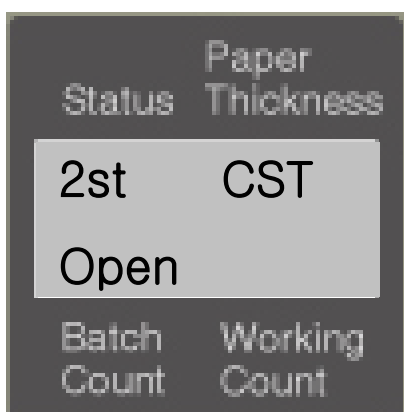 Paper
Status Thickness
2st CST
Open
Batch Working
Count Count